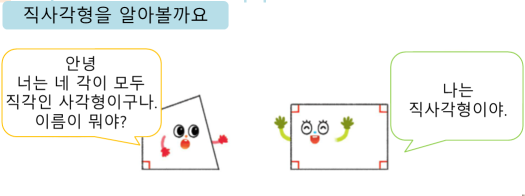 직사각형을 알아볼까요
안녕
너는 네 각이 모두
직각인 사각형이구나.
이름이 뭐야?
나는
직사각형이야.